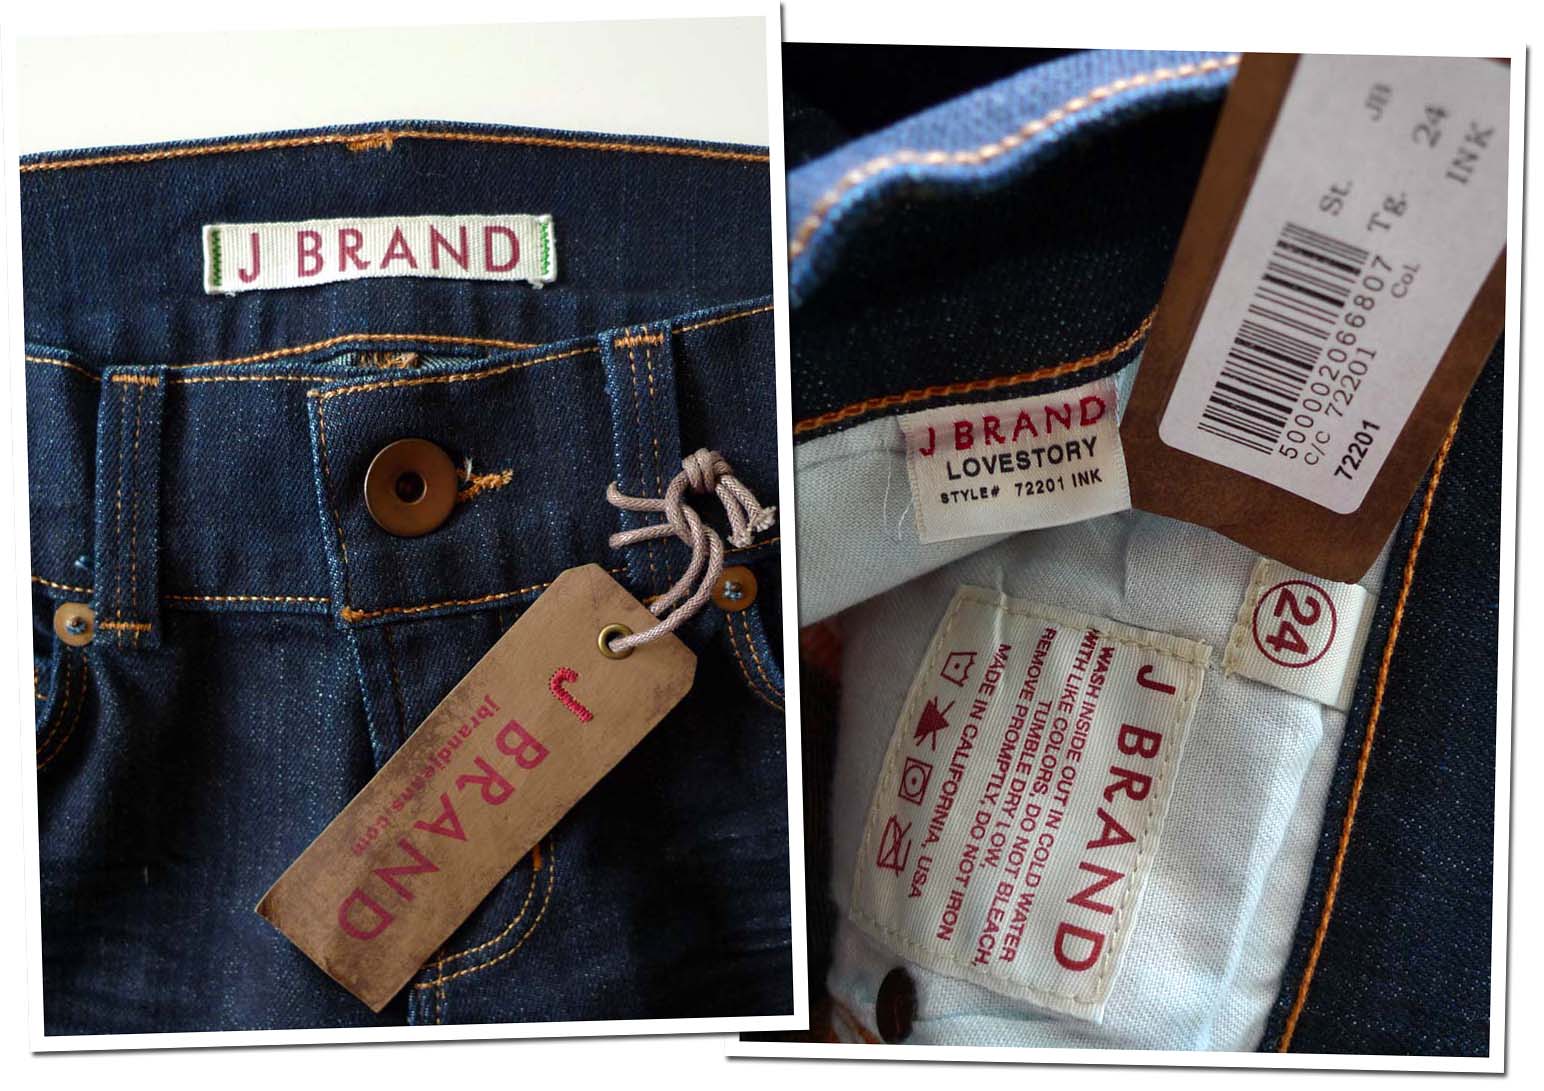 J BRAND
J BRAND
jbrandjeans.com
J BRAND
LOVESTORY
STYLE# 72201 INK
St. JB
Tg. 24
Col. INK
500002066807
C/C 72201
72201
24
J BRAND
WASH INSIDE OUT IN COLD WATER
WITH LIKE COLORS. DO NOT BLEACH.
TUMBLE DRY LOW.
REMOVE PROMPTLY. DO NOT IRON
MADE IN CALIFORNIA, USA